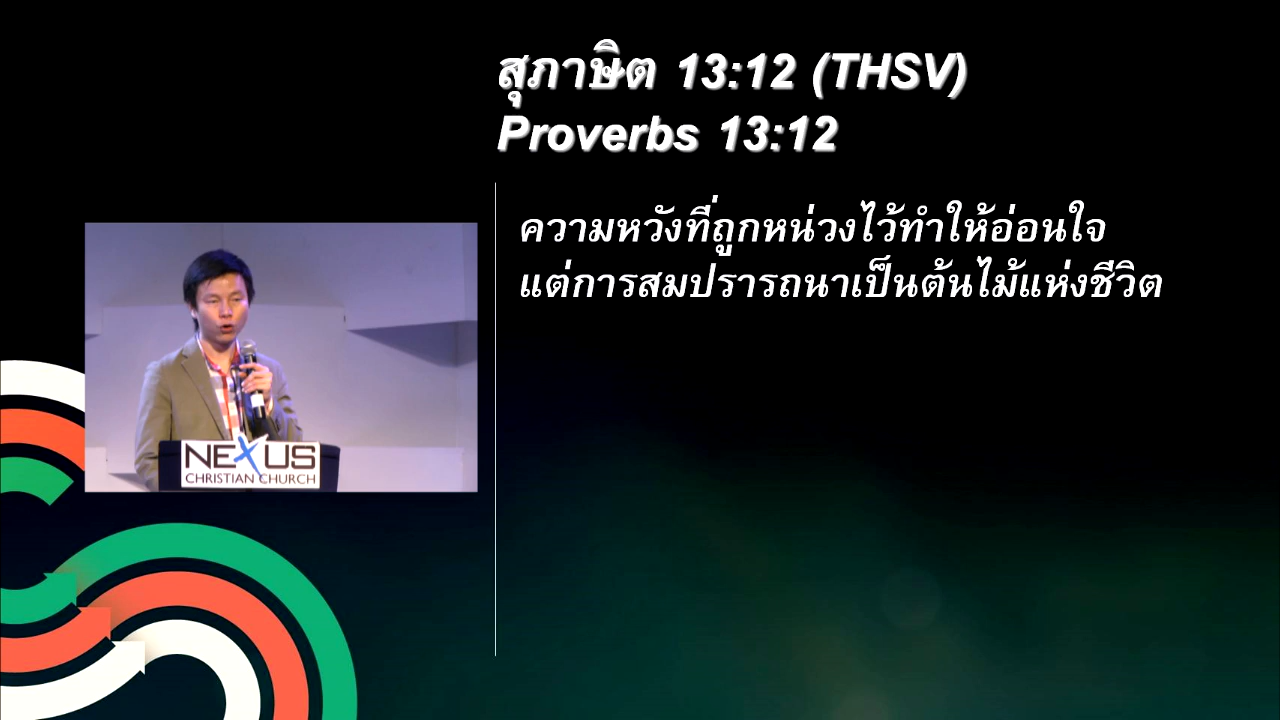 สุภาษิต 13:12 (THSV)
Proverbs 13:12
ความหวังที่ถูกหน่วงไว้ทำให้อ่อนใจ
แต่การสมปรารถนาเป็นต้นไม้แห่งชีวิต
NEXUS
CHRISTIAN CHURCH